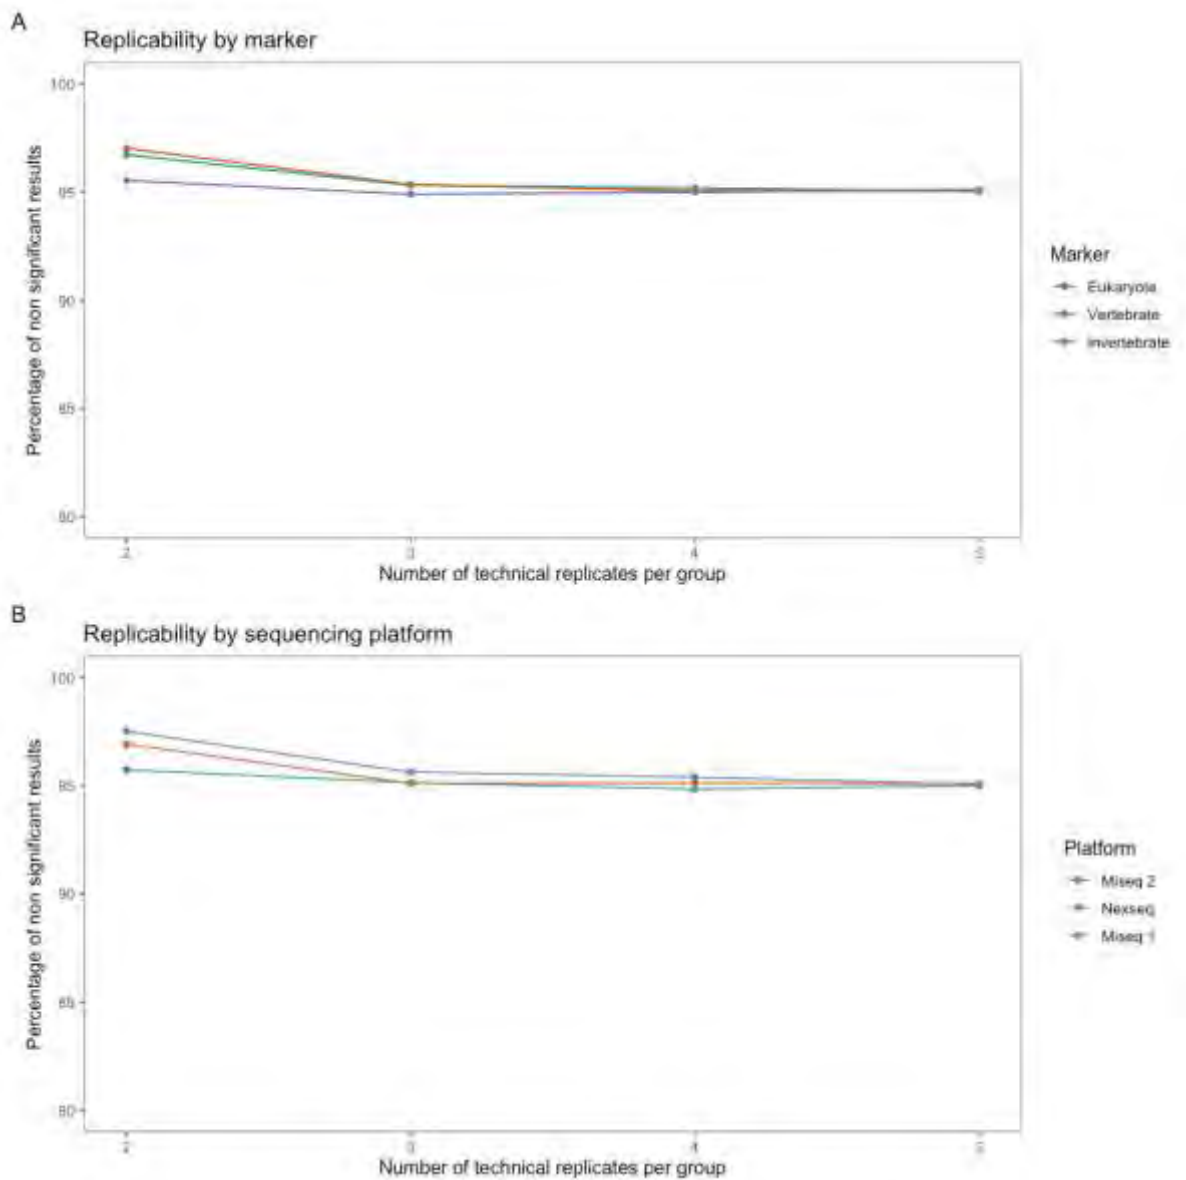 A
Replicability by marker
100
95
90
85
80
Percentage of non significant results
2
3
4
5
Number of technical replicates per group
Marker
Eukaryote
Vertebrate
Invertebrate
B
Replicability by sequencing platform
100
95
90
85
80
Percentage of non significant results
2
3
4
5
Number of technical replicates per group
Platform
Miseq 2
Nexseq
Miseq 1